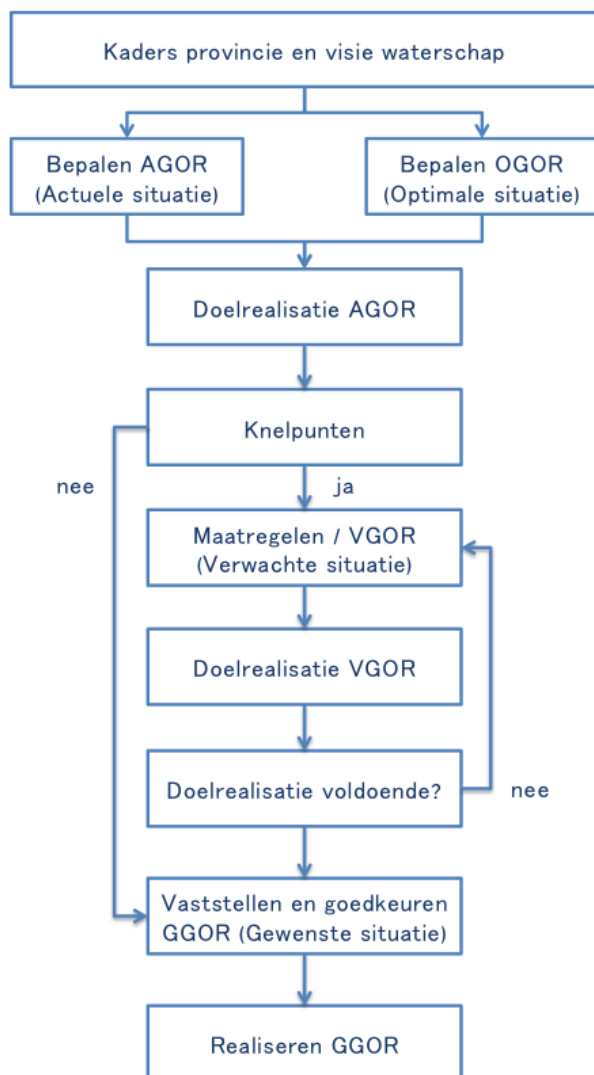 Kaders provincie en visie waterschap
Bepalen AGOR
(Actuele situatie)
Bepalen OGOR
(Optimale situatie)
Doelrealisatie AGOR
Knelpunten
nee
ja
Maatregelen / VGOR
(Verwachte situatie)
Doelrealisatie VGOR
Doelrealisatie voldoende?
nee
Vaststellen en goedkeuren
GGOR (Gewenste situatie)
Realiseren GGOR